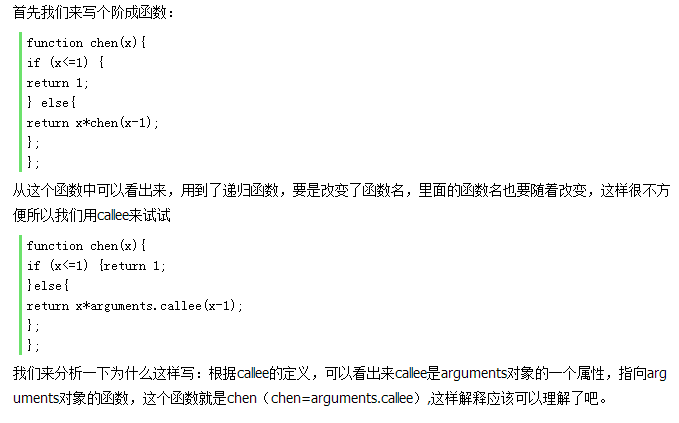 首先我们来写个阶成函数：
function chen(x){
if (x<=1) {
return 1;
} else{
return x*chen(x-1);
};
};
从这个函数中可以看出来，用到了递归函数，要是改变了函数名，里面的函数名也要随着改变，这样很不方
便所以我们用callee来试试
function chen(x){
if (x<=1) {return 1;
}else{
return x*arguments.callee(x-1);
};
};
我们来分析一下为什么这样写：根据callee的定义，可以看出来callee是arguments对象的一个属性，指向arg
uments对象的函数，这个函数就是chen（chen=arguments.callee）,这样解释应该可以理解了吧。